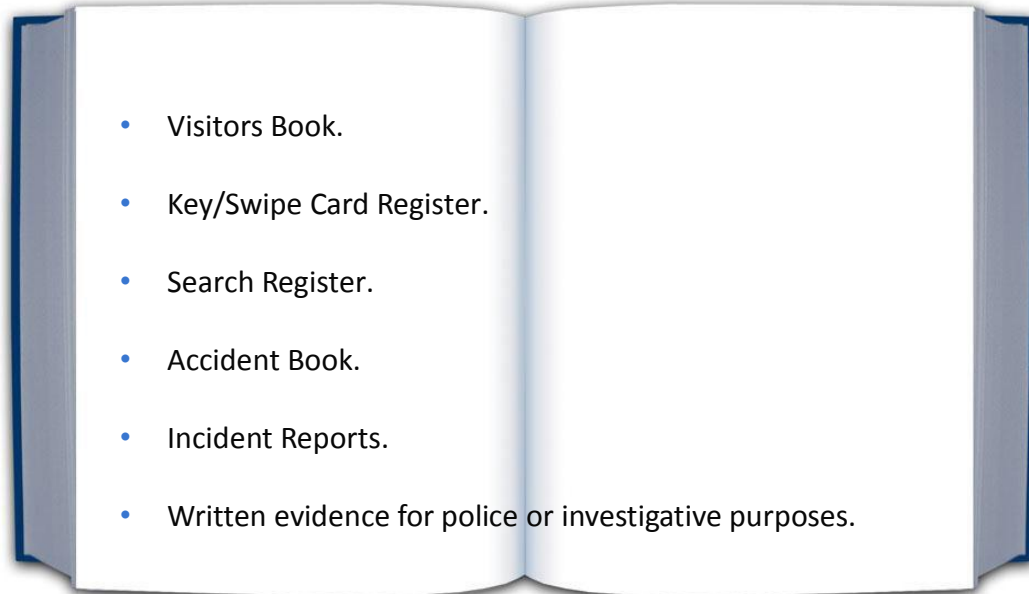 • Visitors Book.
• Key/Swipe Card Register.
• Search Register.
• Accident Book.
• Incident Reports.
• Written evidence for police or investigative purposes.